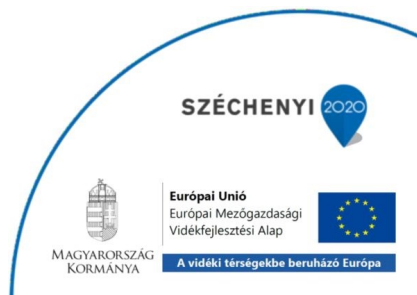 SZÉCHENYI 2020
MAGYARORSZÁG
KORMÁNYA
Európai Unió
Európai Mezőgazdasági
Vidékfejlesztési Alap
A vidéki térségekbe beruházó Európa